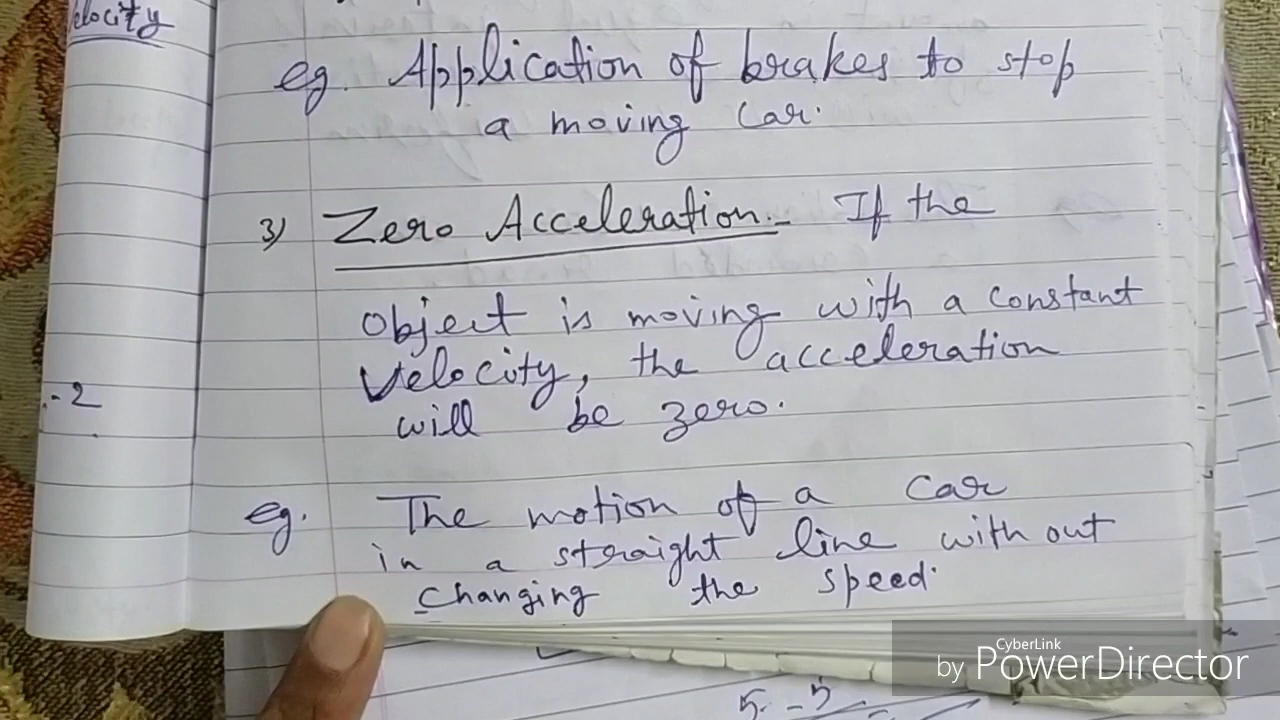 elocity
eg. Application of brakes to stop
a moving car.
3) Zero Acceleration.- If the
Object is moving with a constant
Velocity, the acceleration
will be zero.
.-2
eg. The motion of a car
in a straight line with out
changing the speed.
CyberLink
by PowerDirector